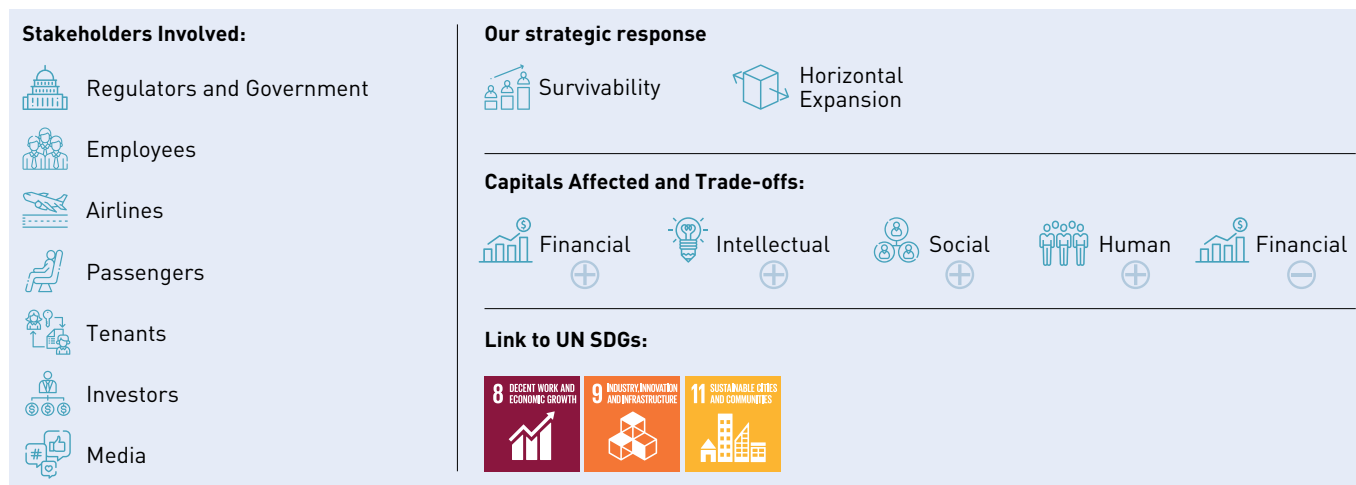 Stakeholders Involved:
Regulators and Government
Employees
Airlines
Passengers
Tenants
Investors
#
Media
Our strategic response
Survivability
Horizontal
Expansion
Capitals Affected and Trade-offs:
$
Financial
Intellectual
Social
Human
$
Financial
Link to UN SDGs:
8 DECENT WORK AND
ECONOMIC GROWTH
9 INDUSTRY, INNOVATION
AND INFRASTRUCTURE
11 SUSTAINABLE CITIES
AND COMMUNITIES